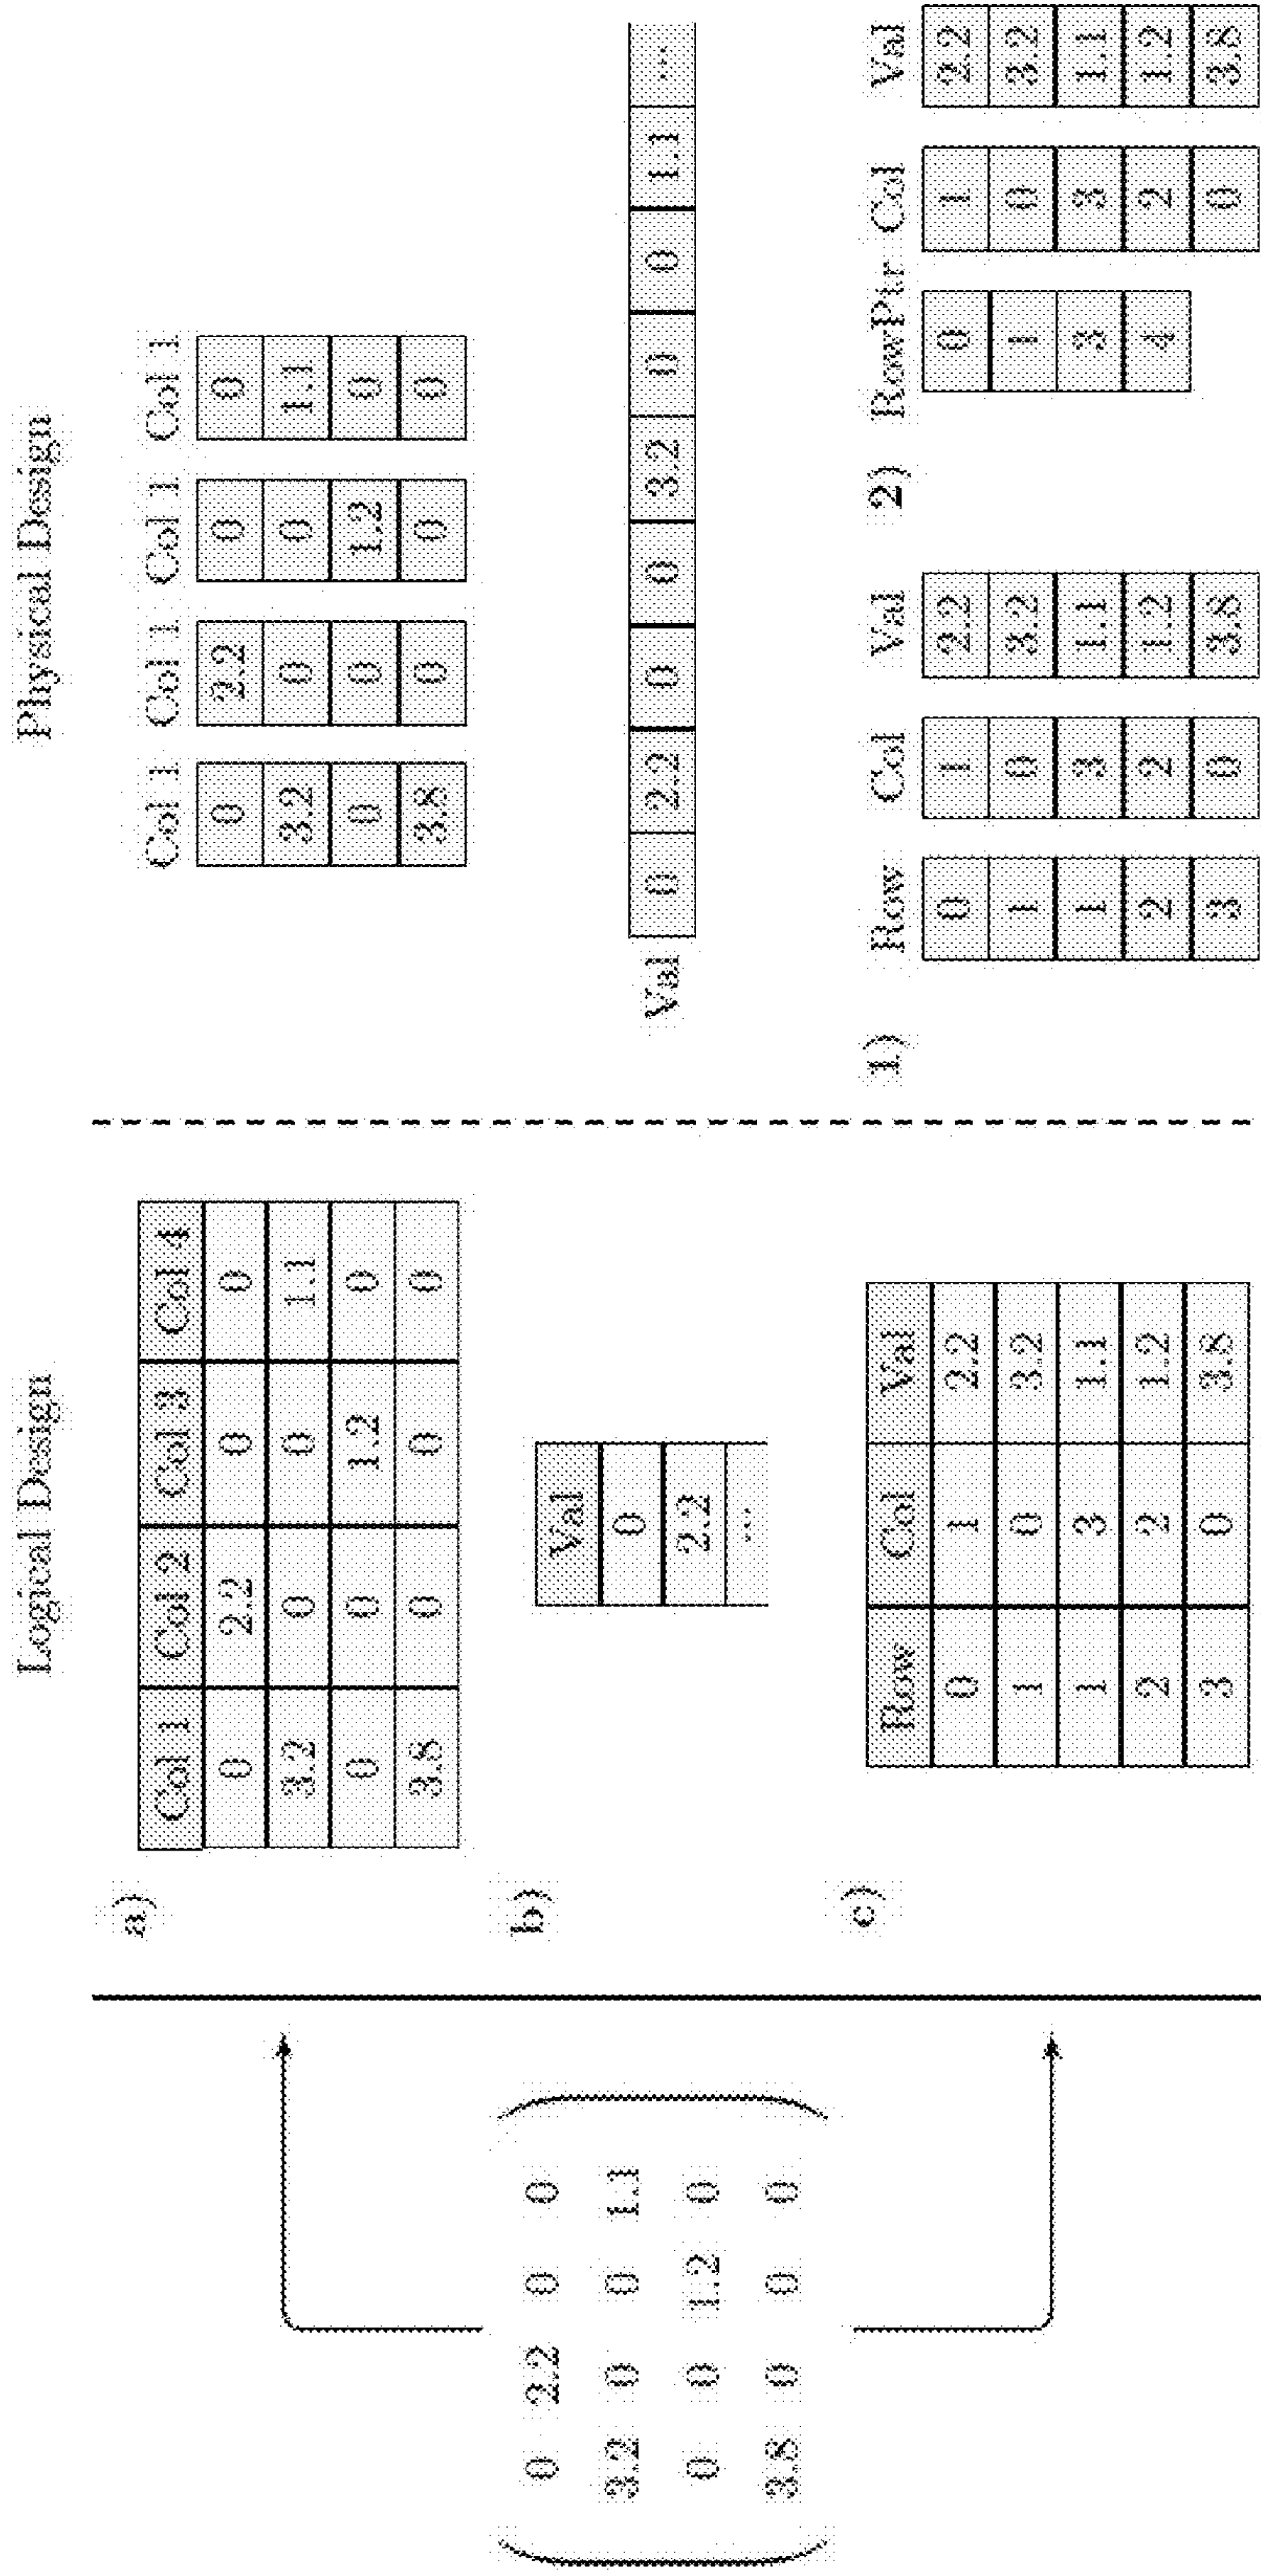 0 2.2 0 0
3.2 0 0 1.1
0 0 1.2 0
3.8 0 0 0
Logical Design
a)
Col 1 Col 2 Col 3 Col 4
0 2.2 0 0
3.2 0 0 1.1
0 0 1.2 0
3.8 0 0 0
b)
Val
0
2.2
...
c)
Row Col Val
0 1 2.2
1 0 3.2
1 3 1.1
2 2 1.2
3 0 3.8
Physical Design
Col 1 Col 1 Col 1 Col 1
0 2.2 0 0
3.2 0 0 1.1
0 0 1.2 0
3.8 0 0 0
Val 0 2.2 0 0 3.2 0 0 1.1 ...
1)
Row Col Val
0 1 2.2
1 0 3.2
1 3 1.1
2 2 1.2
3 0 3.8
2)
RowPtr Col Val
0 1 2.2
1 0 3.2
3 3 1.1
4 2 1.2
0 3.8